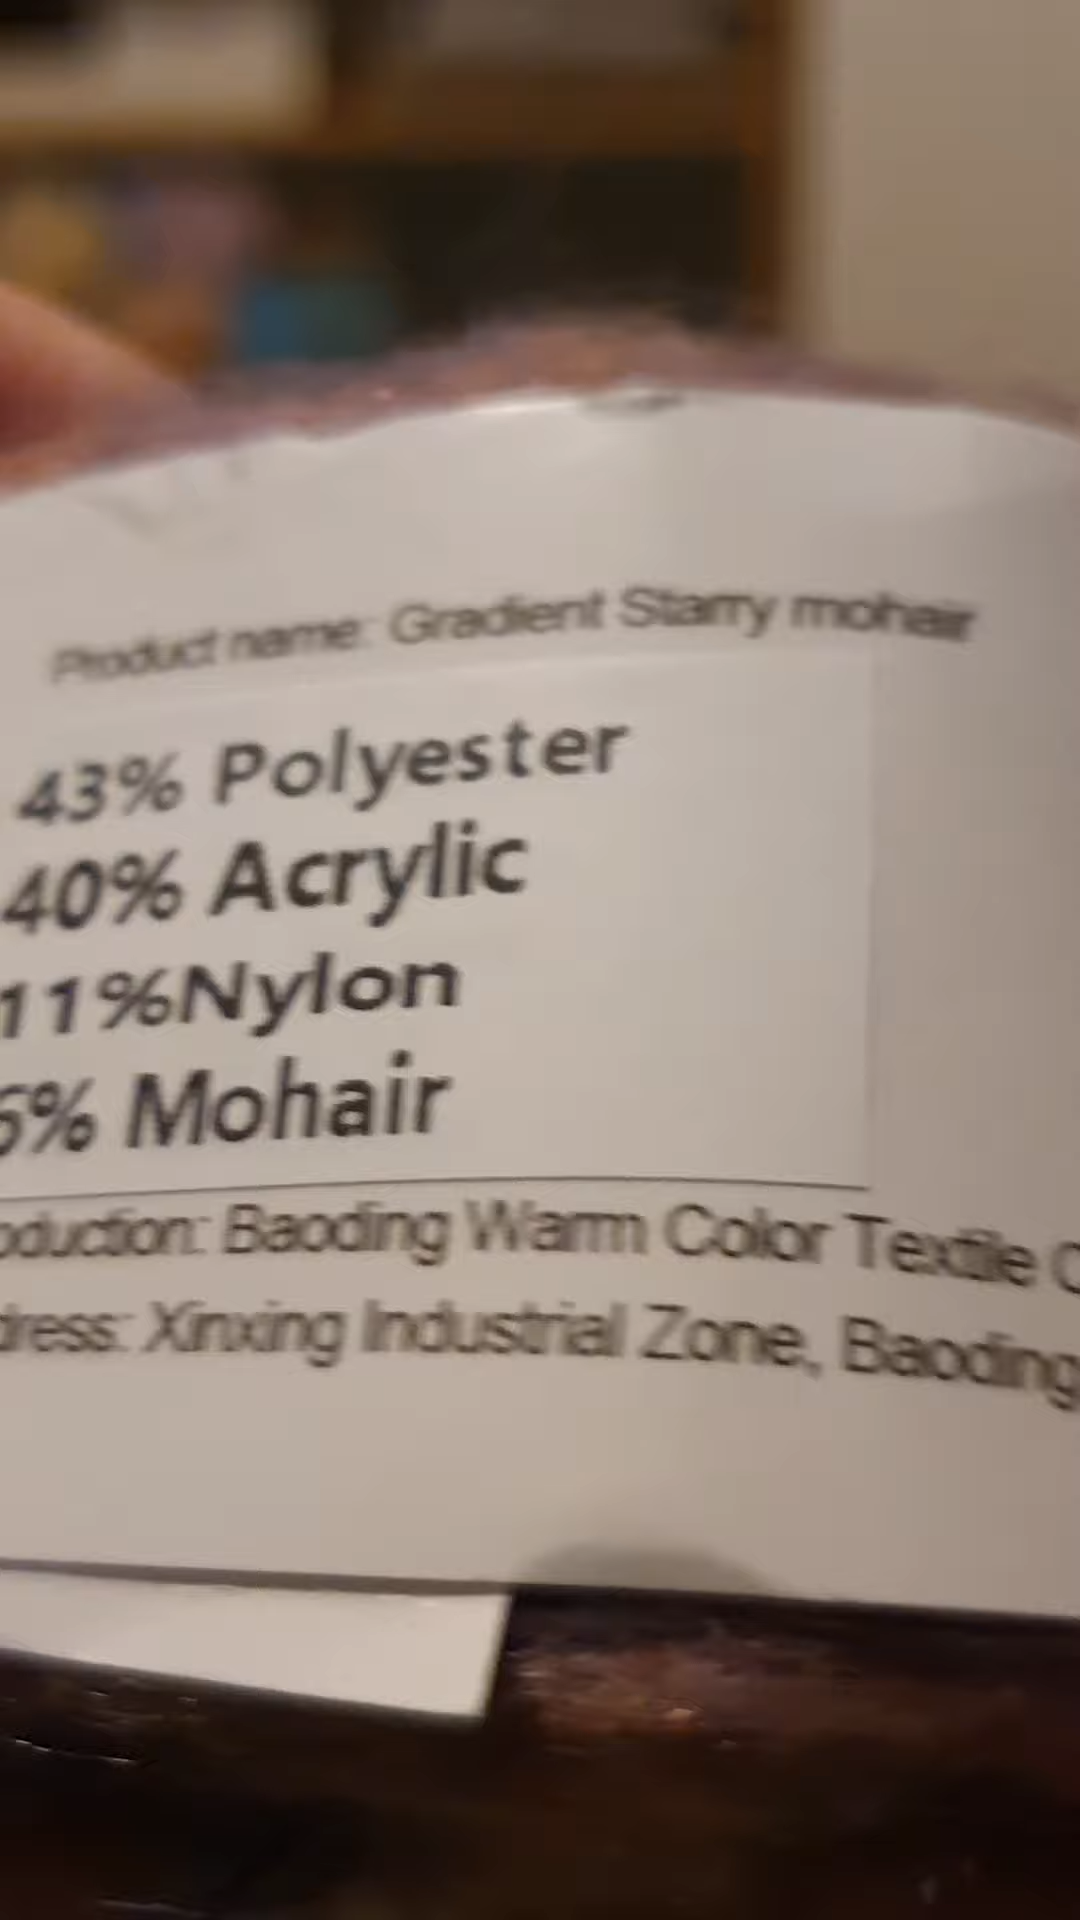 Product name: Gradient Starry mohair
43% Polyester
40% Acrylic
11%Nylon
6% Mohair
oduction: Baoding Warm Color Textile C
dress: Xinxing Industrial Zone, Baoding